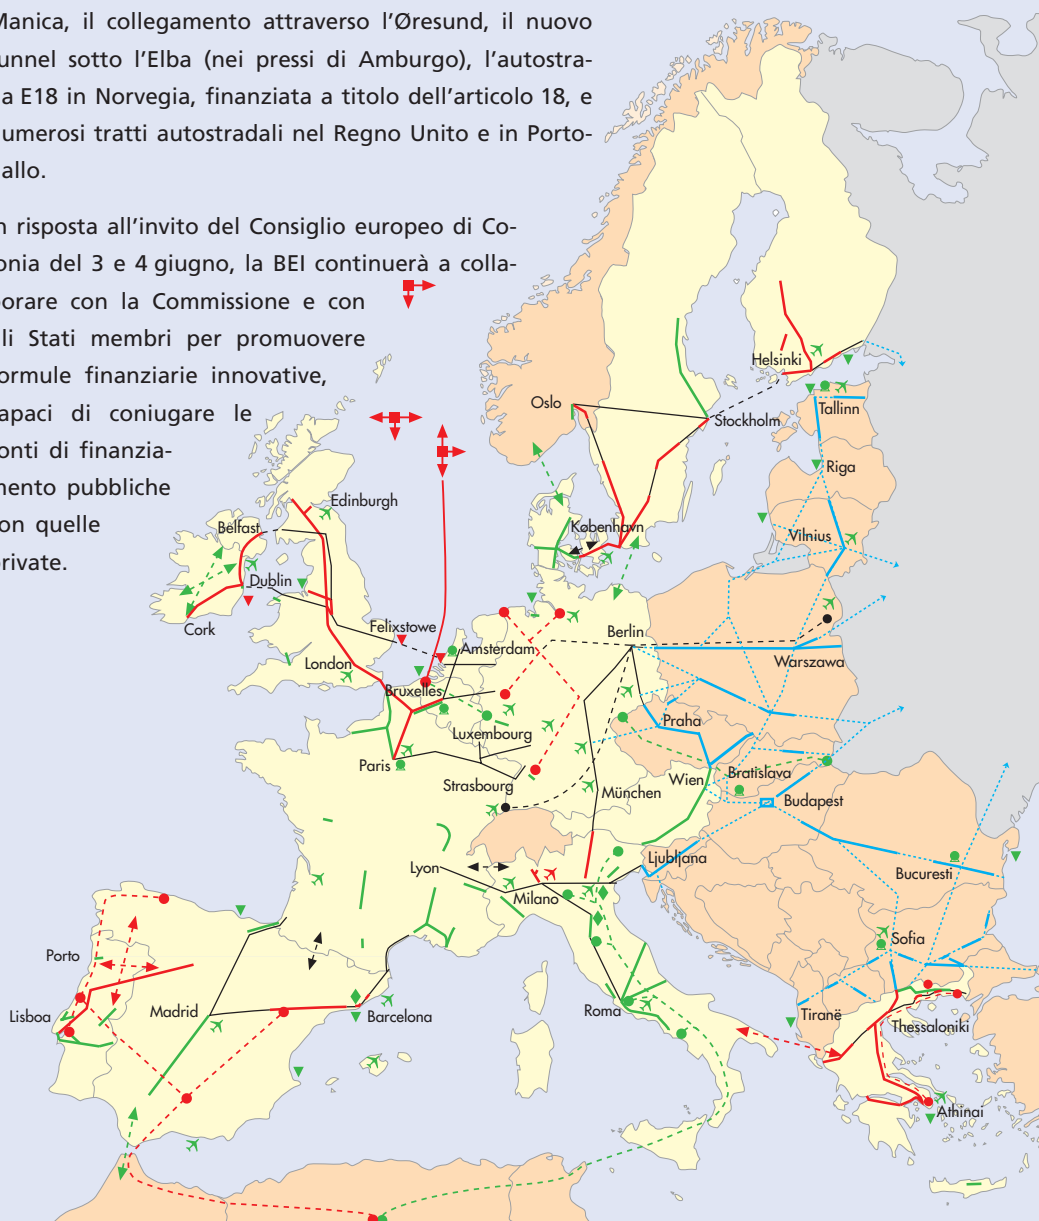 Manica, il collegamento attraverso l'Øresund, il nuovo
unnel sotto l'Elba (nei pressi di Amburgo), l'autostra-
a E18 in Norvegia, finanziata a titolo dell'articolo 18, e
umerosi tratti autostradali nel Regno Unito e in Porto-
allo.
n risposta all'invito del Consiglio europeo di Co-
onia del 3 e 4 giugno, la BEI continuerà a colla-
orare con la Commissione e con
li Stati membri per promuovere
ormule finanziarie innovative,
apaci di coniugare le
onti di finanzia-
mento pubbliche
on quelle
rivate.
Helsinki
Oslo
Tallinn
Stockholm
Riga
Edinburgh
Belfast
København
Vilnius
Dublin
Cork
Felixstowe
Berlin
Amsterdam
London
Warszawa
Bruxelles
Praha
Luxembourg
Paris
Strasbourg
Wien
Bratislava
München
Budapest
Ljubljana
Lyon
Bucuresti
Milano
Sofia
Porto
Lisboa
Madrid
Barcelona
Roma
Tiranë
Thessaloniki
Athinai